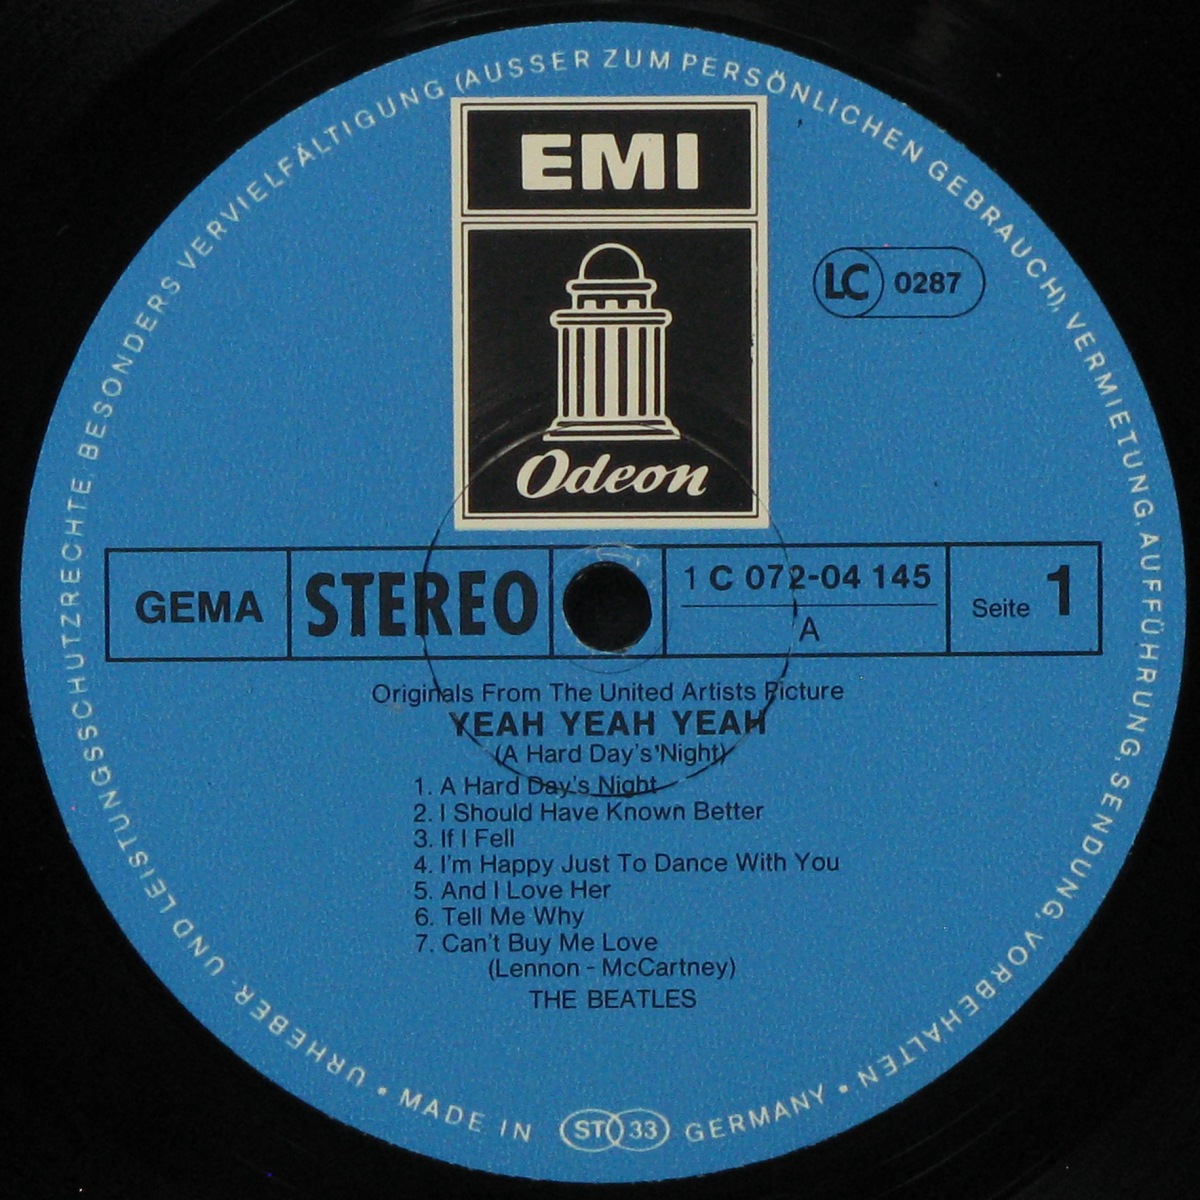 URHEBER- UND LEISTUNGSSCHUTZRECHTE BESONDERS VERVIELFÄLTIGUNG (AUSSER ZUM PERSÖNLICHEN GEBRAUCH), VERMIETUNG, AUFFÜHRUNG, SENDUNG, VORBEHALTEN •
EMI
LC 0287
Odeon
GEMA
STEREO
1 C 072-04 145
A
Seite 1
Originals From The United Artists Picture
YEAH YEAH YEAH
(A Hard Day's Night)
1. A Hard Day's Night
2. I Should Have Known Better
3. If I Fell
4. I'm Happy Just To Dance With You
5. And I Love Her
6. Tell Me Why
7. Can't Buy Me Love
(Lennon - McCartney)
THE BEATLES
• MADE IN ST 33 GERMANY